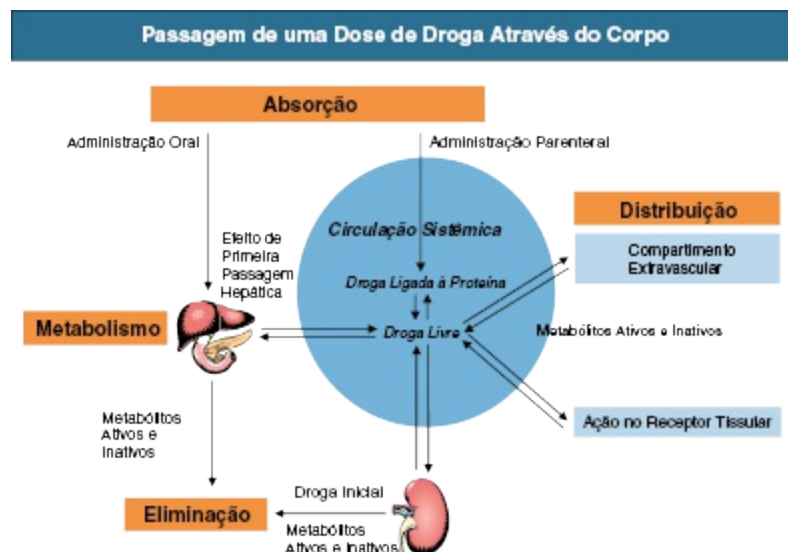 Passagem de uma Dose de Droga Através do Corpo
Absorção
Administração Oral
Administração Parenteral
Distribuição
Circulação Sistêmica
Efeito de
Primeira
Passagem
Hepática
Compartimento
Extravascular
Droga Ligada à Proteína
Metabolismo
Droga Livre
Metabólitos Ativos e Inativos
Metabólitos
Ativos e
Inativos
Ação no Receptor Tissular
Droga Inicial
Eliminação
Metabólitos
Ativos e Inativos